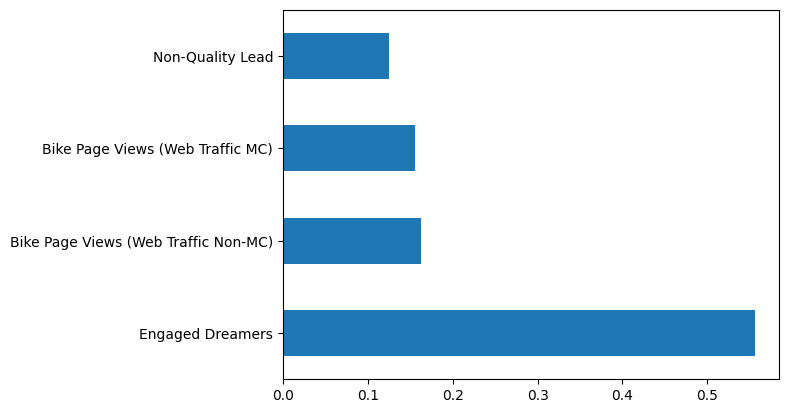 Non-Quality Lead
Bike Page Views (Web Traffic MC)
Bike Page Views (Web Traffic Non-MC)
Engaged Dreamers
0.0 0.1 0.2 0.3 0.4 0.5